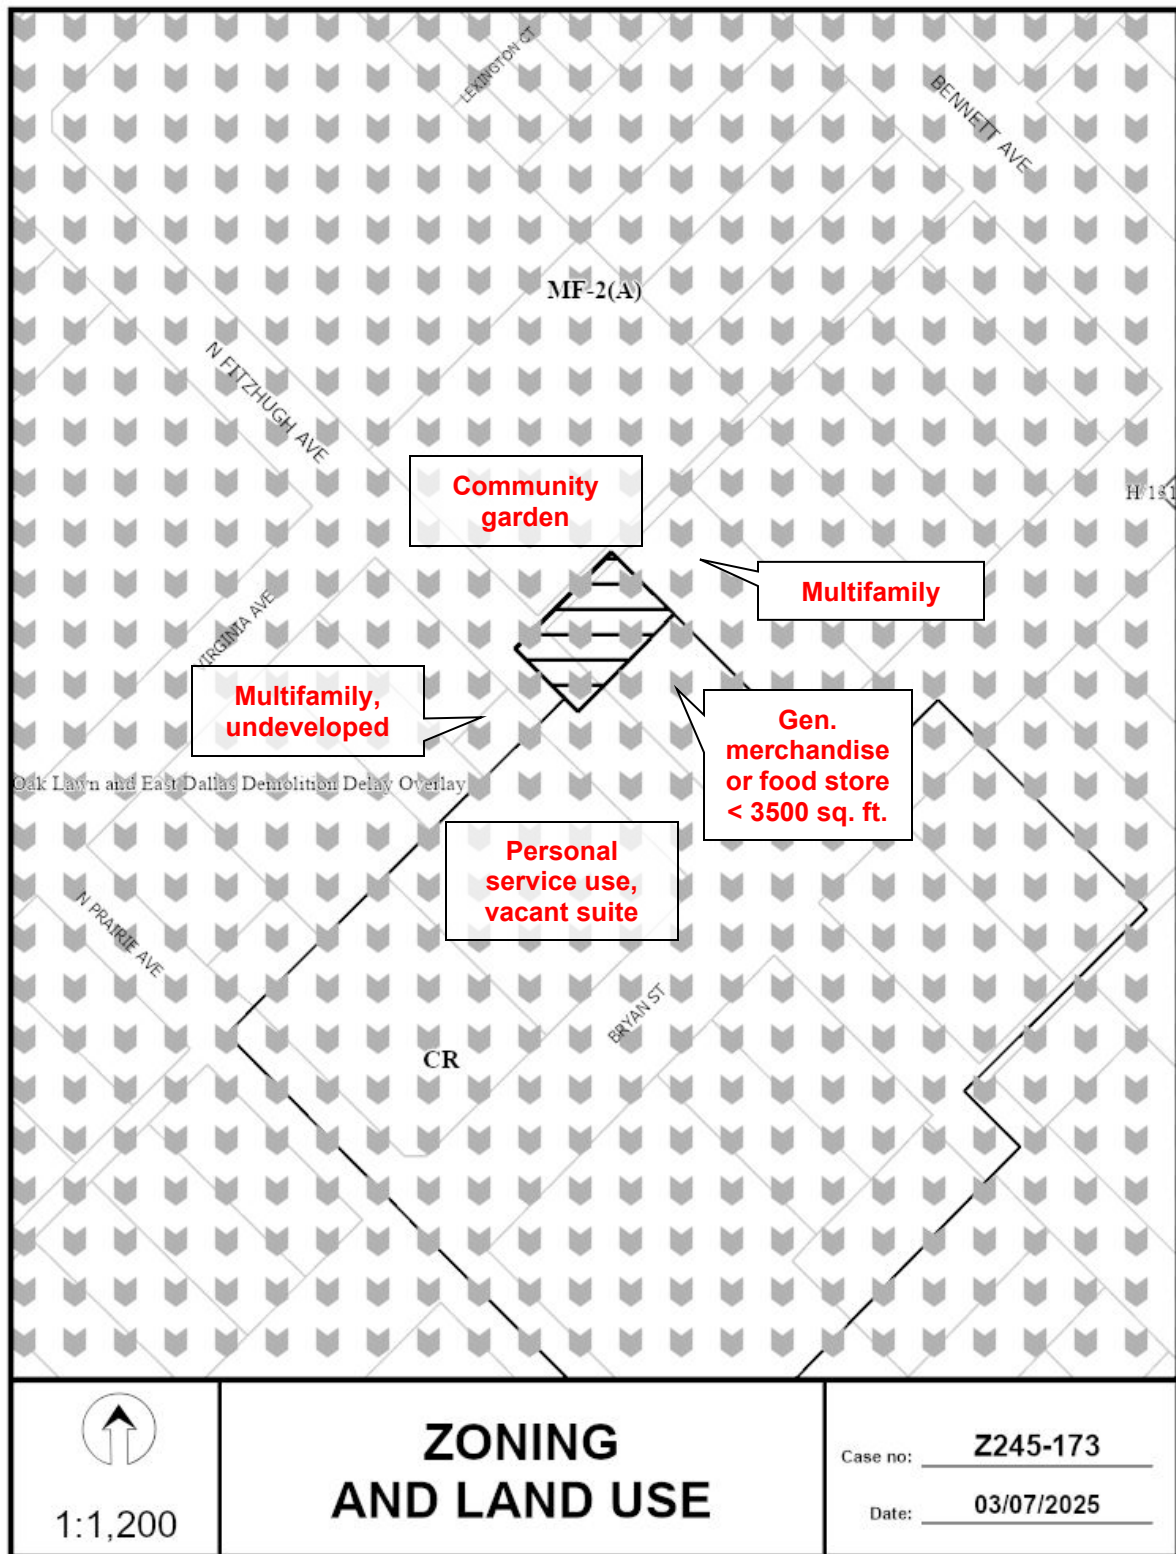 LEXINGTON CT
BENNETT AVE
MF-2(A)
N FITZHUGH AVE
Community
garden
H/131
Multifamily
VIRGINIA AVE
Multifamily,
undeveloped
Gen.
merchandise
or food store
< 3500 sq. ft.
Oak Lawn and East Dallas Demolition Delay Overlay
Personal
service use,
vacant suite
N PRAIRIE AVE
BRYAN ST
CR
1:1,200
ZONING
AND LAND USE
Case no: Z245-173
Date: 03/07/2025